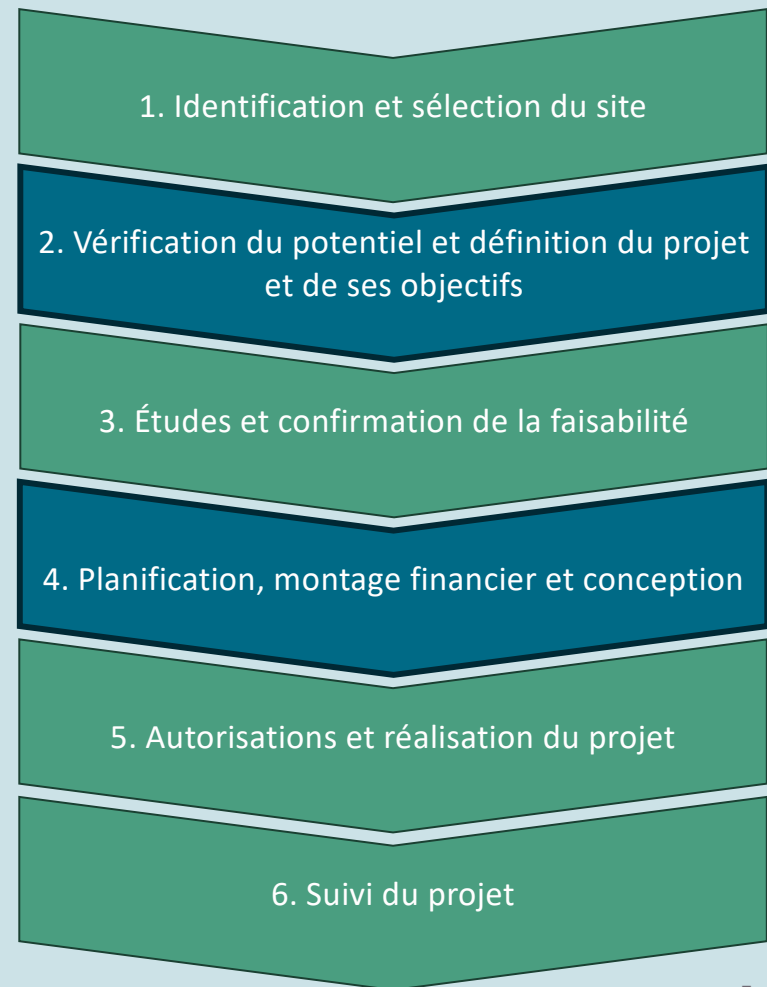 1. Identification et sélection du site
2. Vérification du potentiel et définition du projet
et de ses objectifs
3. Études et confirmation de la faisabilité
4. Planification, montage financier et conception
5. Autorisations et réalisation du projet
6. Suivi du projet